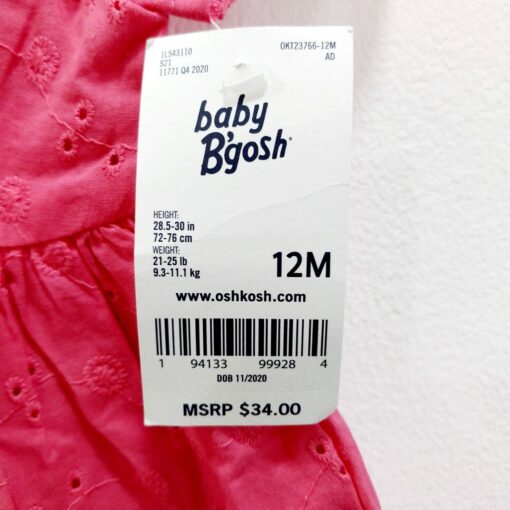 1L543110
S21
11771 Q4 2020
OKT23766-12M
AD
baby
B'gosh
HEIGHT:
28.5-30 in
72-76 cm
WEIGHT:
21-25 lb
9.3-11.1 kg
12M
www.oshkosh.com
1 94133 99928 4
DOB 11/2020
MSRP $34.00